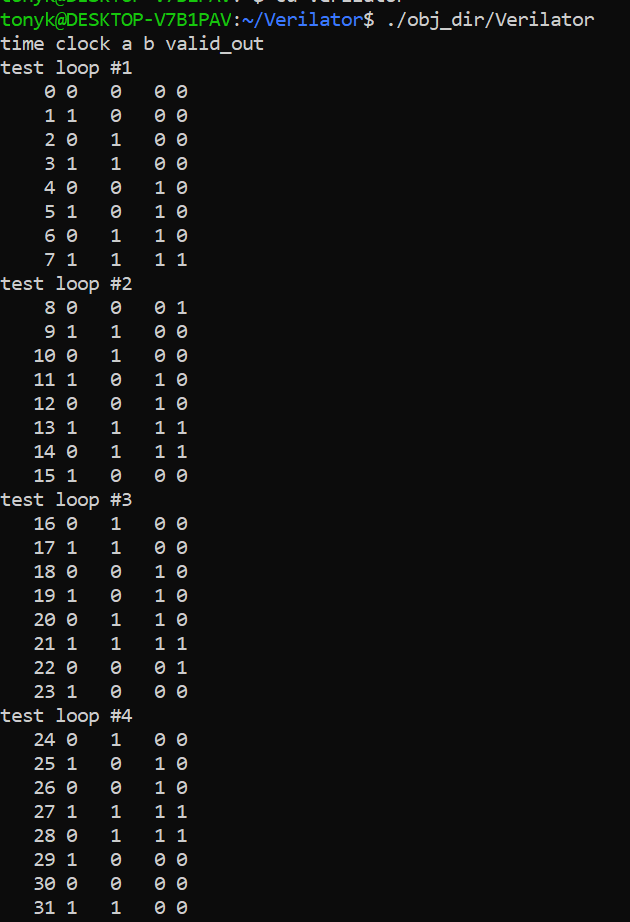 tonyk@DESKTOP-V7B1PAV:~$ cd Verilator
tonyk@DESKTOP-V7B1PAV:~/Verilator$ ./obj_dir/Verilator
time clock a b valid_out
test loop #1
    0 0   0   0 0
    1 1   0   0 0
    2 0   1   0 0
    3 1   1   0 0
    4 0   0   1 0
    5 1   0   1 0
    6 0   1   1 0
    7 1   1   1 1
test loop #2
    8 0   0   0 1
    9 1   1   0 0
   10 0   1   0 0
   11 1   0   1 0
   12 0   0   1 0
   13 1   1   1 1
   14 0   1   1 1
   15 1   0   0 0
test loop #3
   16 0   1   0 0
   17 1   1   0 0
   18 0   0   1 0
   19 1   0   1 0
   20 0   1   1 0
   21 1   1   1 1
   22 0   0   0 1
   23 1   0   0 0
test loop #4
   24 0   1   0 0
   25 1   0   1 0
   26 0   0   1 0
   27 1   1   1 1
   28 0   1   1 1
   29 1   0   0 0
   30 0   0   0 0
   31 1   1   0 0